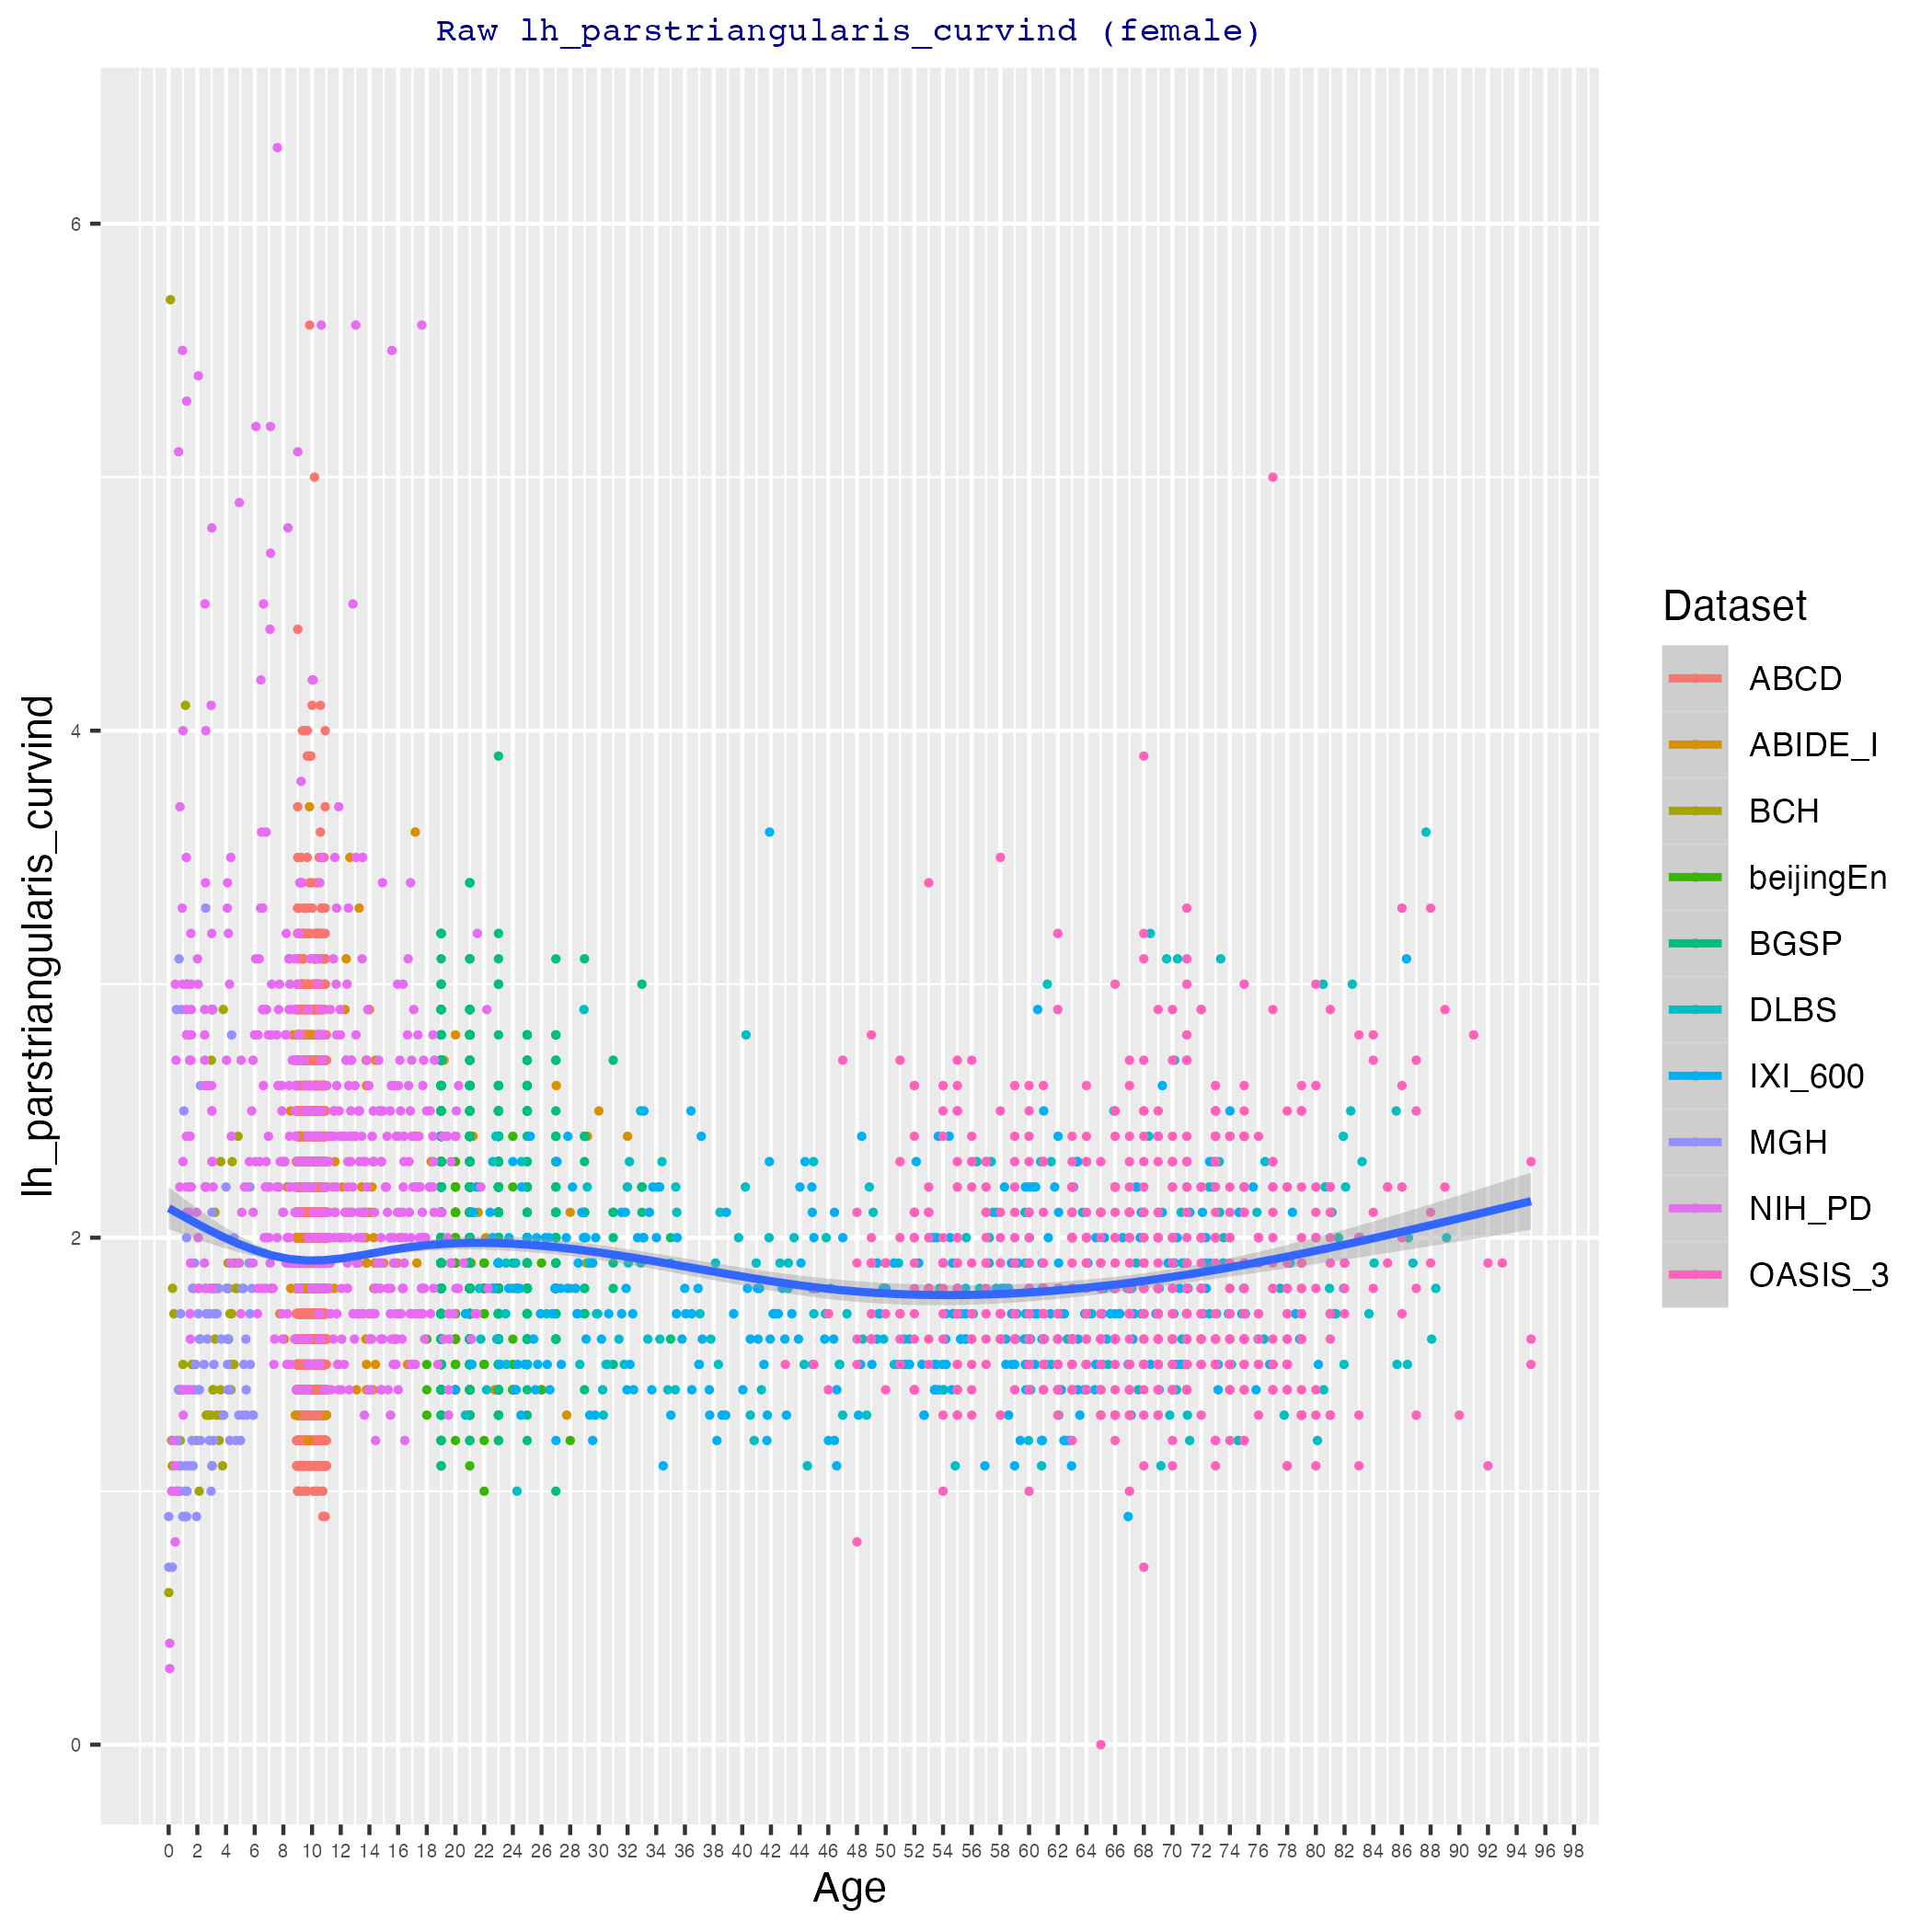 Raw lh_parstriangularis_curvind (female)
lh_parstriangularis_curvind
6
4
2
0
0 2 4 6 8 10 12 14 16 18 20 22 24 26 28 30 32 34 36 38 40 42 44 46 48 50 52 54 56 58 60 62 64 66 68 70 72 74 76 78 80 82 84 86 88 90 92 94 96 98
Age
Dataset
ABCD
ABIDE_I
BCH
beijingEn
BGSP
DLBS
IXI_600
MGH
NIH_PD
OASIS_3